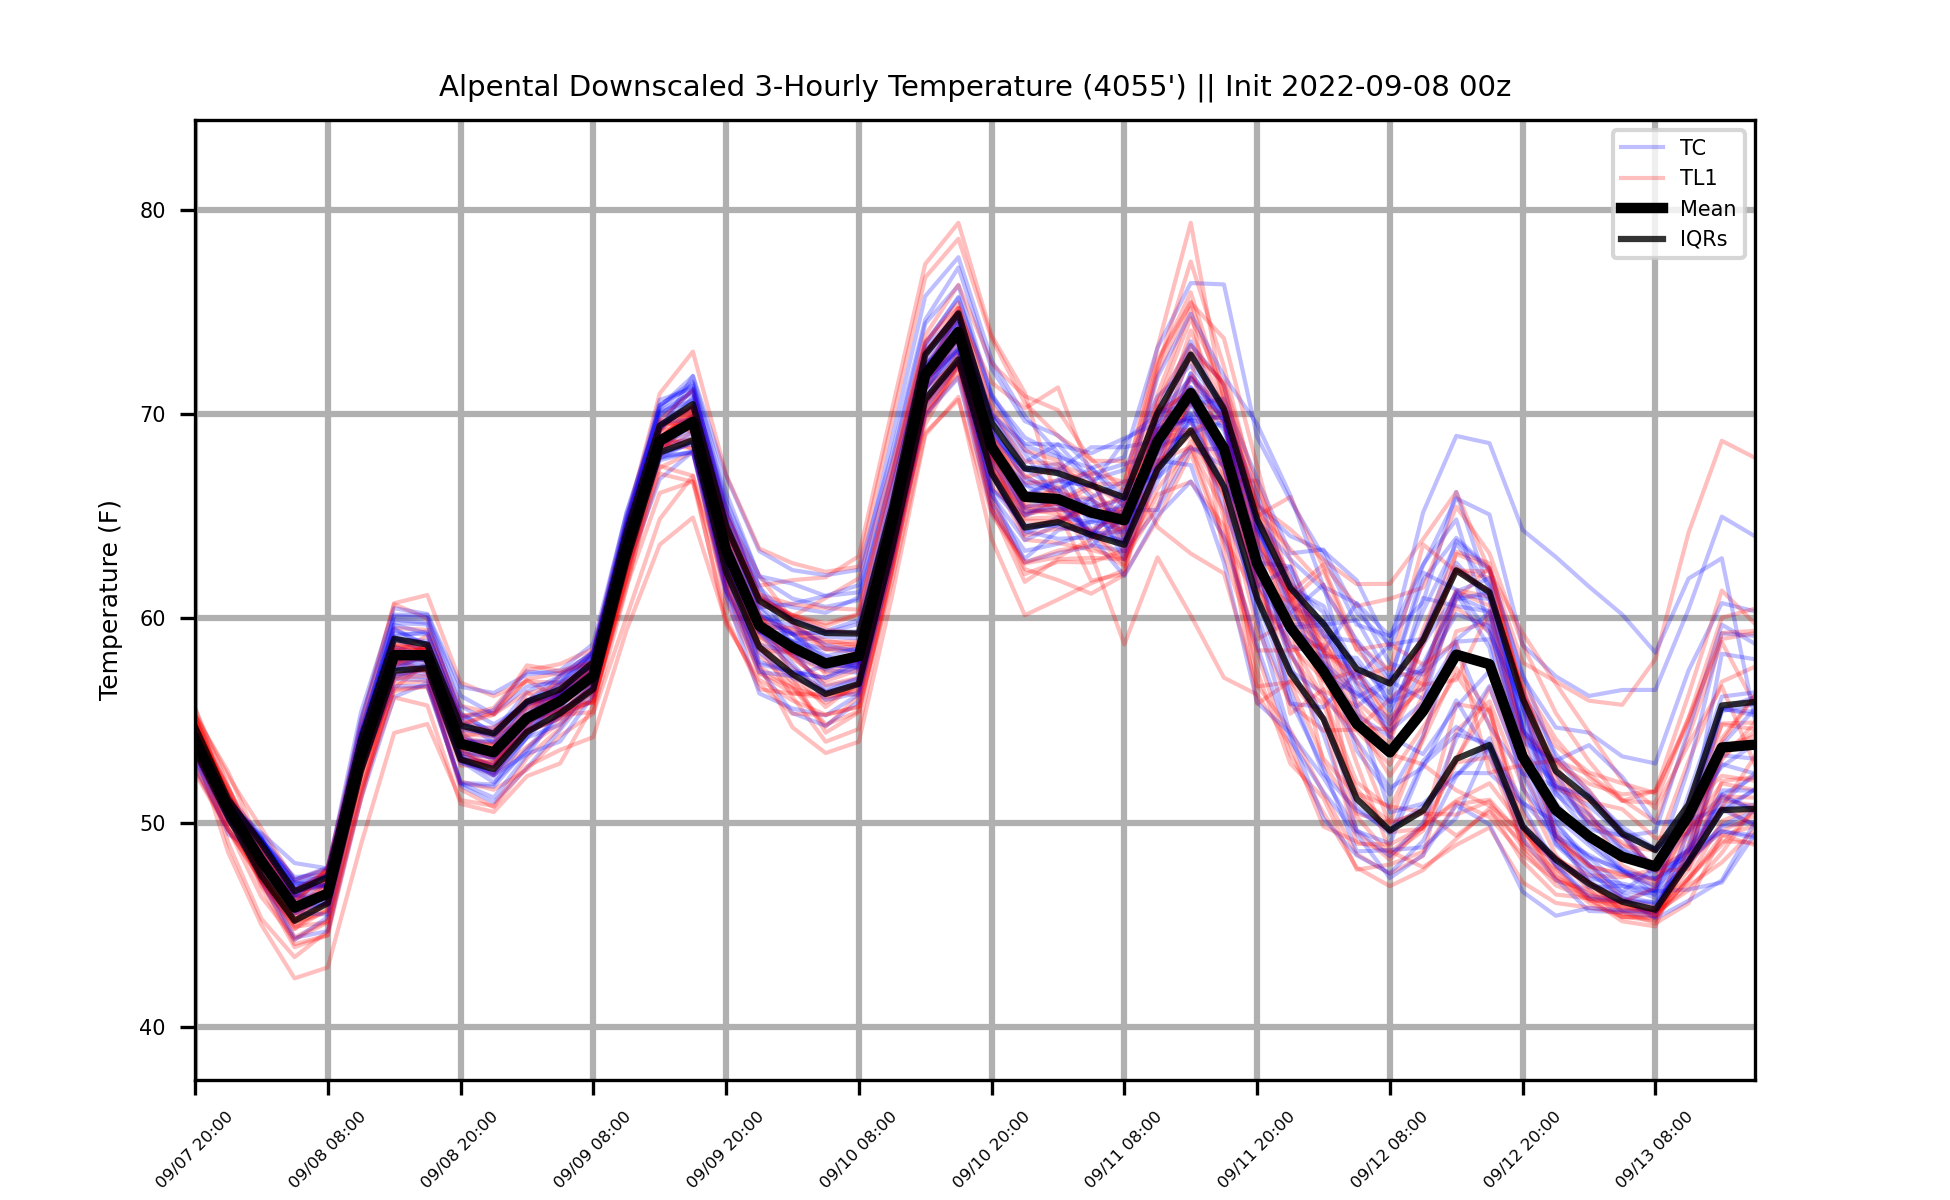 Alpental Downscaled 3-Hourly Temperature (4055') || Init 2022-09-08 00z
TC
TL1
Mean
IQRs
Temperature (F)
80
70
60
50
40
09/07 20:00
09/08 08:00
09/08 20:00
09/09 08:00
09/09 20:00
09/10 08:00
09/10 20:00
09/11 08:00
09/11 20:00
09/12 08:00
09/12 20:00
09/13 08:00